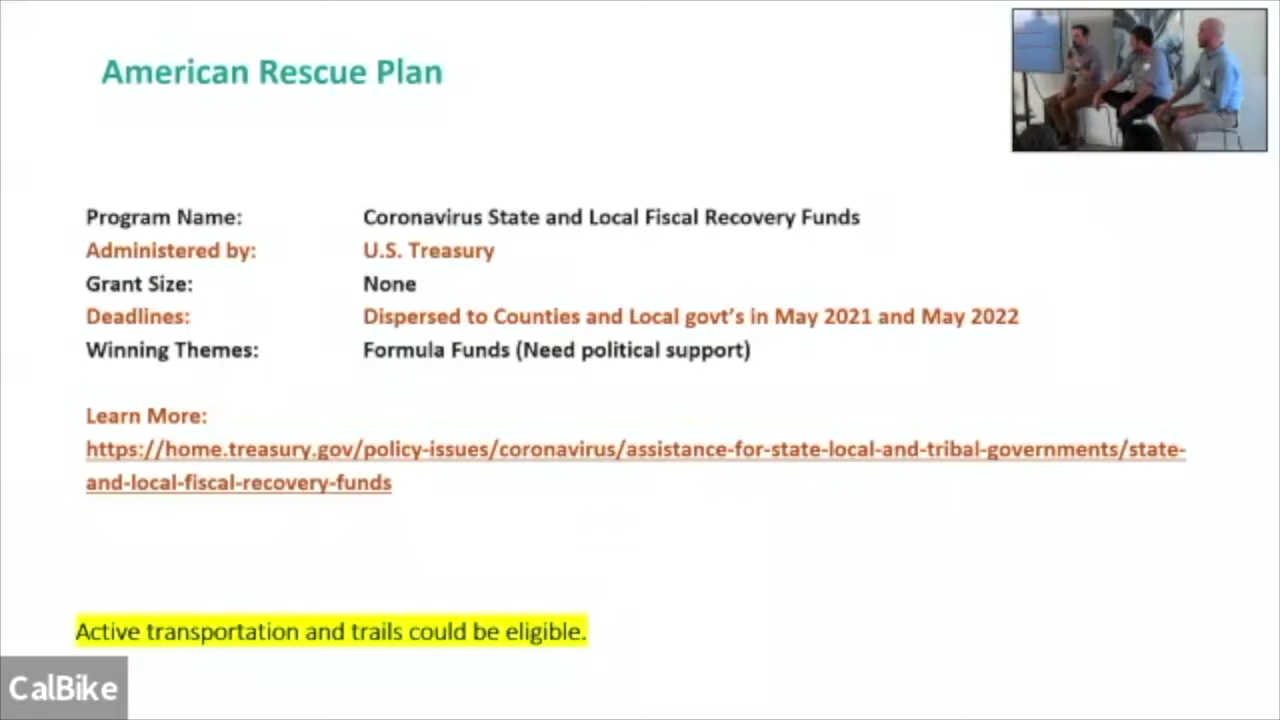 American Rescue Plan
Program Name: Coronavirus State and Local Fiscal Recovery Funds
Administered by: U.S. Treasury
Grant Size: None
Deadlines: Dispersed to Counties and Local govt's in May 2021 and May 2022
Winning Themes: Formula Funds (Need political support)
Learn More:
https://home.treasury.gov/policy-issues/coronavirus/assistance-for-state-local-and-tribal-governments/state-
and-local-fiscal-recovery-funds
Active transportation and trails could be eligible.
CalBike